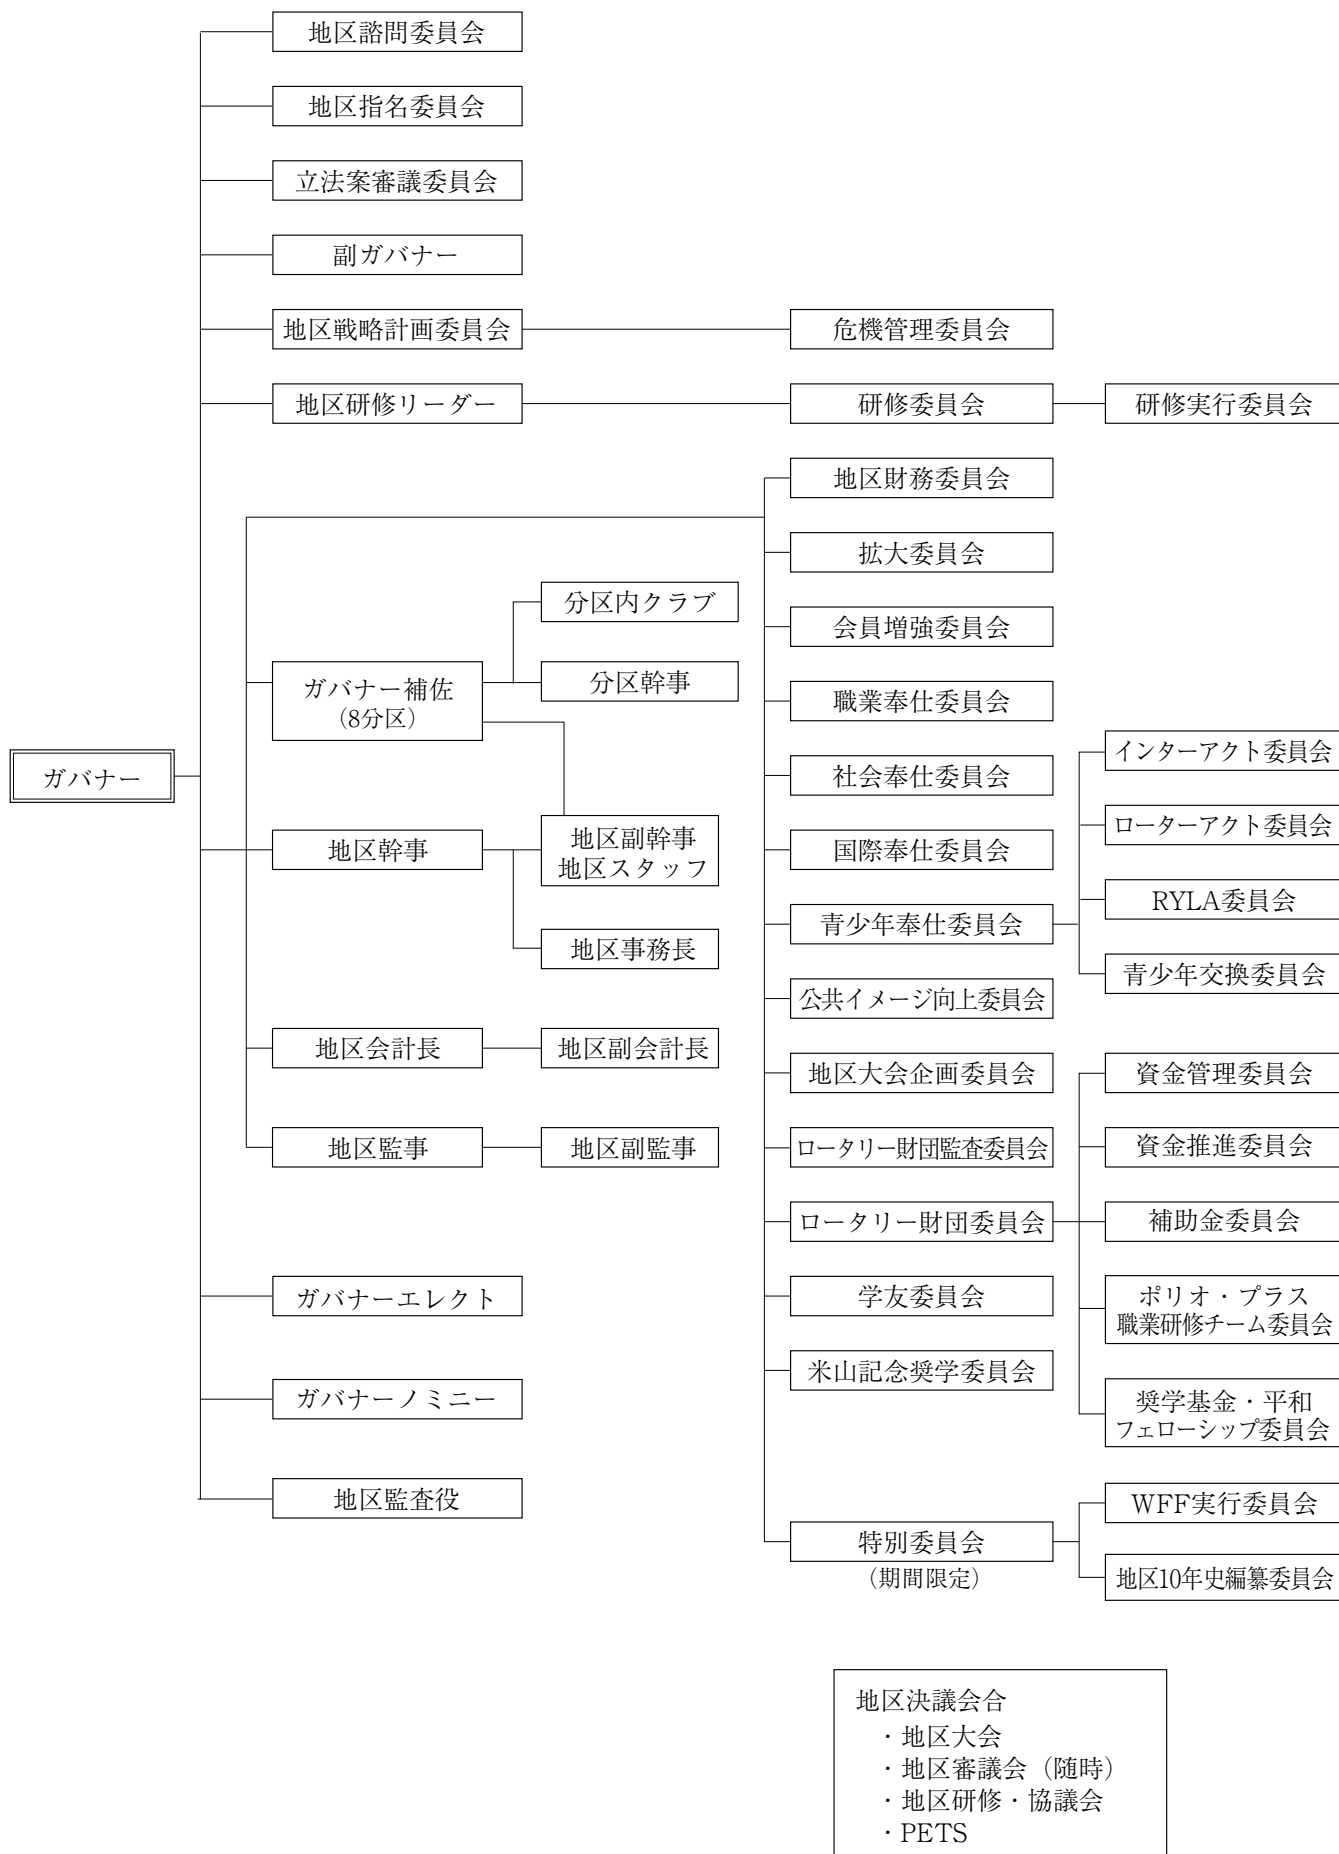 地区諮問委員会
地区指名委員会
立法案審議委員会
副ガバナー
地区戦略計画委員会
危機管理委員会
地区研修リーダー
研修委員会
研修実行委員会
地区財務委員会
拡大委員会
分区内クラブ
会員増強委員会
ガバナー補佐
（8分区）
分区幹事
職業奉仕委員会
ガバナー
社会奉仕委員会
インターアクト委員会
地区幹事
地区副幹事
地区スタッフ
国際奉仕委員会
ローターアクト委員会
青少年奉仕委員会
RYLA委員会
地区事務長
青少年交換委員会
公共イメージ向上委員会
地区会計長
地区副会計長
地区大会企画委員会
資金管理委員会
地区監事
地区副監事
ロータリー財団監査委員会
資金推進委員会
ロータリー財団委員会
補助金委員会
ガバナーエレクト
学友委員会
ポリオ・プラス
職業研修チーム委員会
ガバナーノミニー
米山記念奨学委員会
奨学基金・平和
フェローシップ委員会
地区監査役
WFF実行委員会
特別委員会
（期間限定）
地区10年史編纂委員会
地区決議会合
・地区大会
・地区審議会（随時）
・地区研修・協議会
・PETS